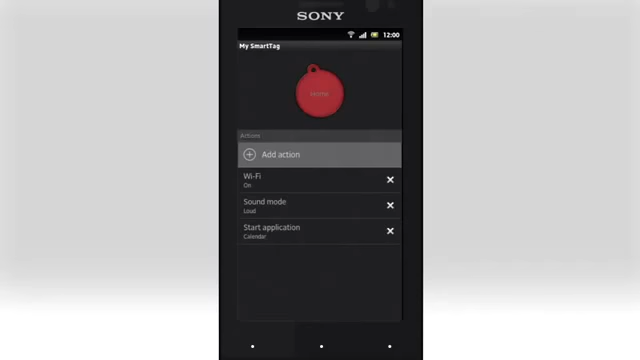 SONY
12:00
My SmartTag
Home
Actions
Add action
Wi-Fi
On
Sound mode
Loud
Start application
Calendar